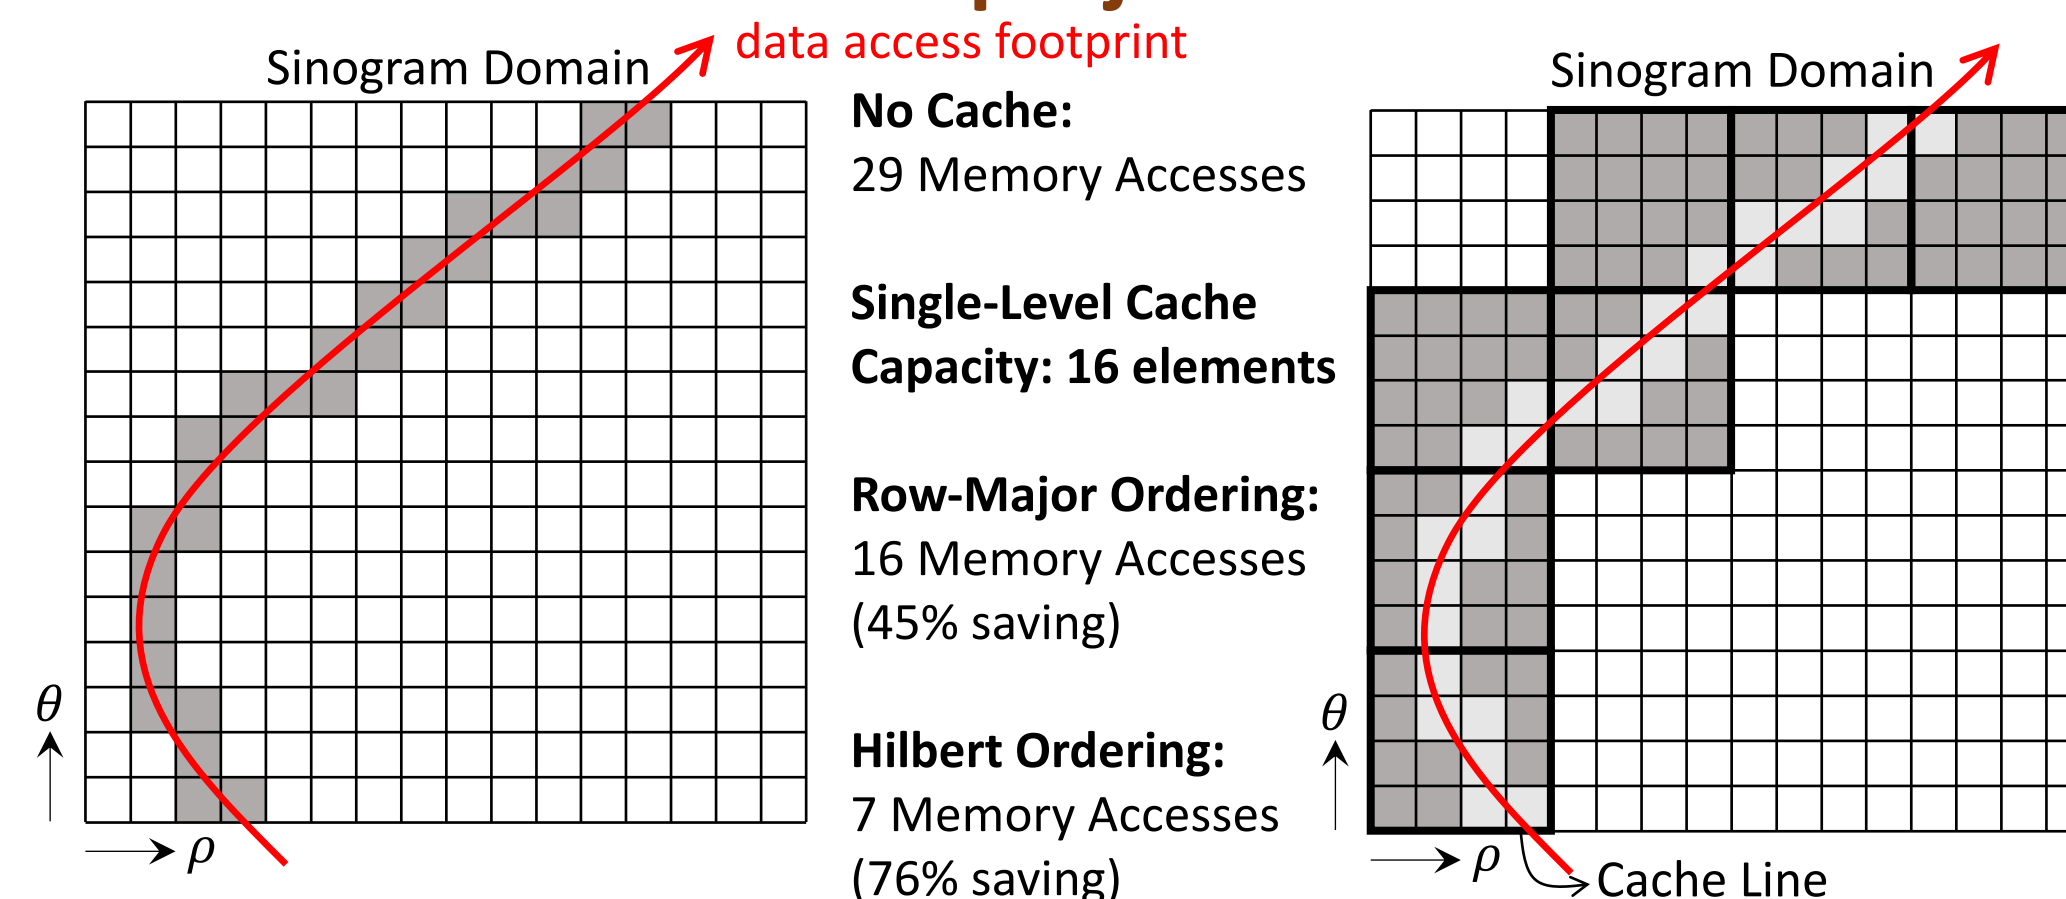 Sinogram Domain
data access footprint
θ
ρ
No Cache:
29 Memory Accesses
Single-Level Cache
Capacity: 16 elements
Row-Major Ordering:
16 Memory Accesses
(45% saving)
Hilbert Ordering:
7 Memory Accesses
(76% saving)
Sinogram Domain
θ
ρ
Cache Line